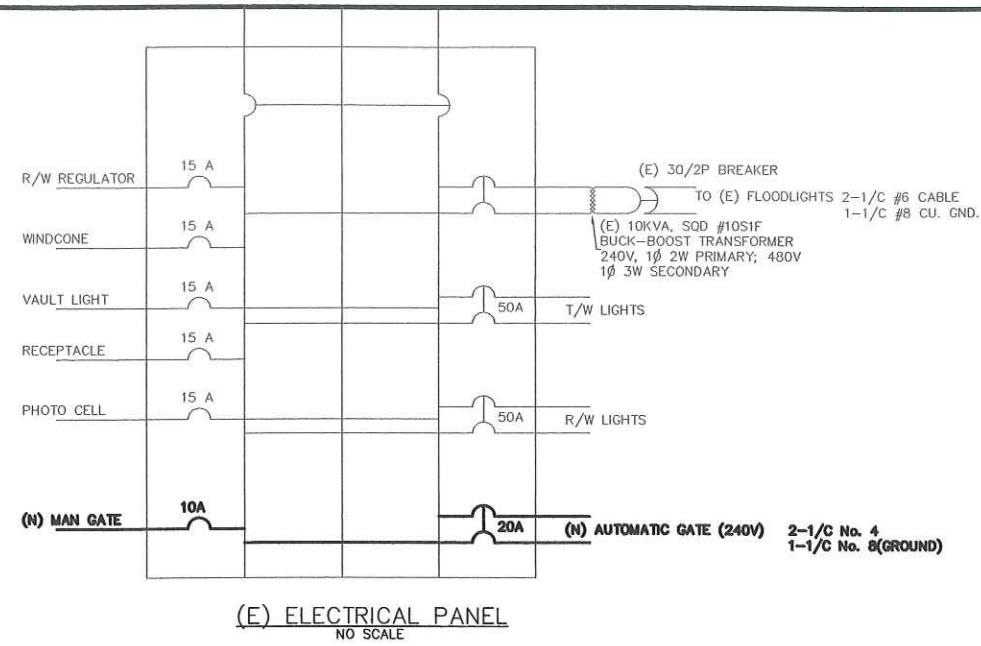 R/W REGULATOR
15 A
WINDCONE
15 A
VAULT LIGHT
15 A
RECEPTACLE
15 A
PHOTO CELL
15 A
(N) MAN GATE
10A
(E) 30/2P BREAKER
TO (E) FLOODLIGHTS 2-1/C #6 CABLE
1-1/C #8 CU. GND.
(E) 10KVA, SQD #10S1F
BUCK-BOOST TRANSFORMER
240V, 1Ø 2W PRIMARY; 480V
1Ø 3W SECONDARY
50A
T/W LIGHTS
50A
R/W LIGHTS
20A
(N) AUTOMATIC GATE (240V)
2-1/C No. 4
1-1/C No. 8(GROUND)
(E) ELECTRICAL PANEL
NO SCALE